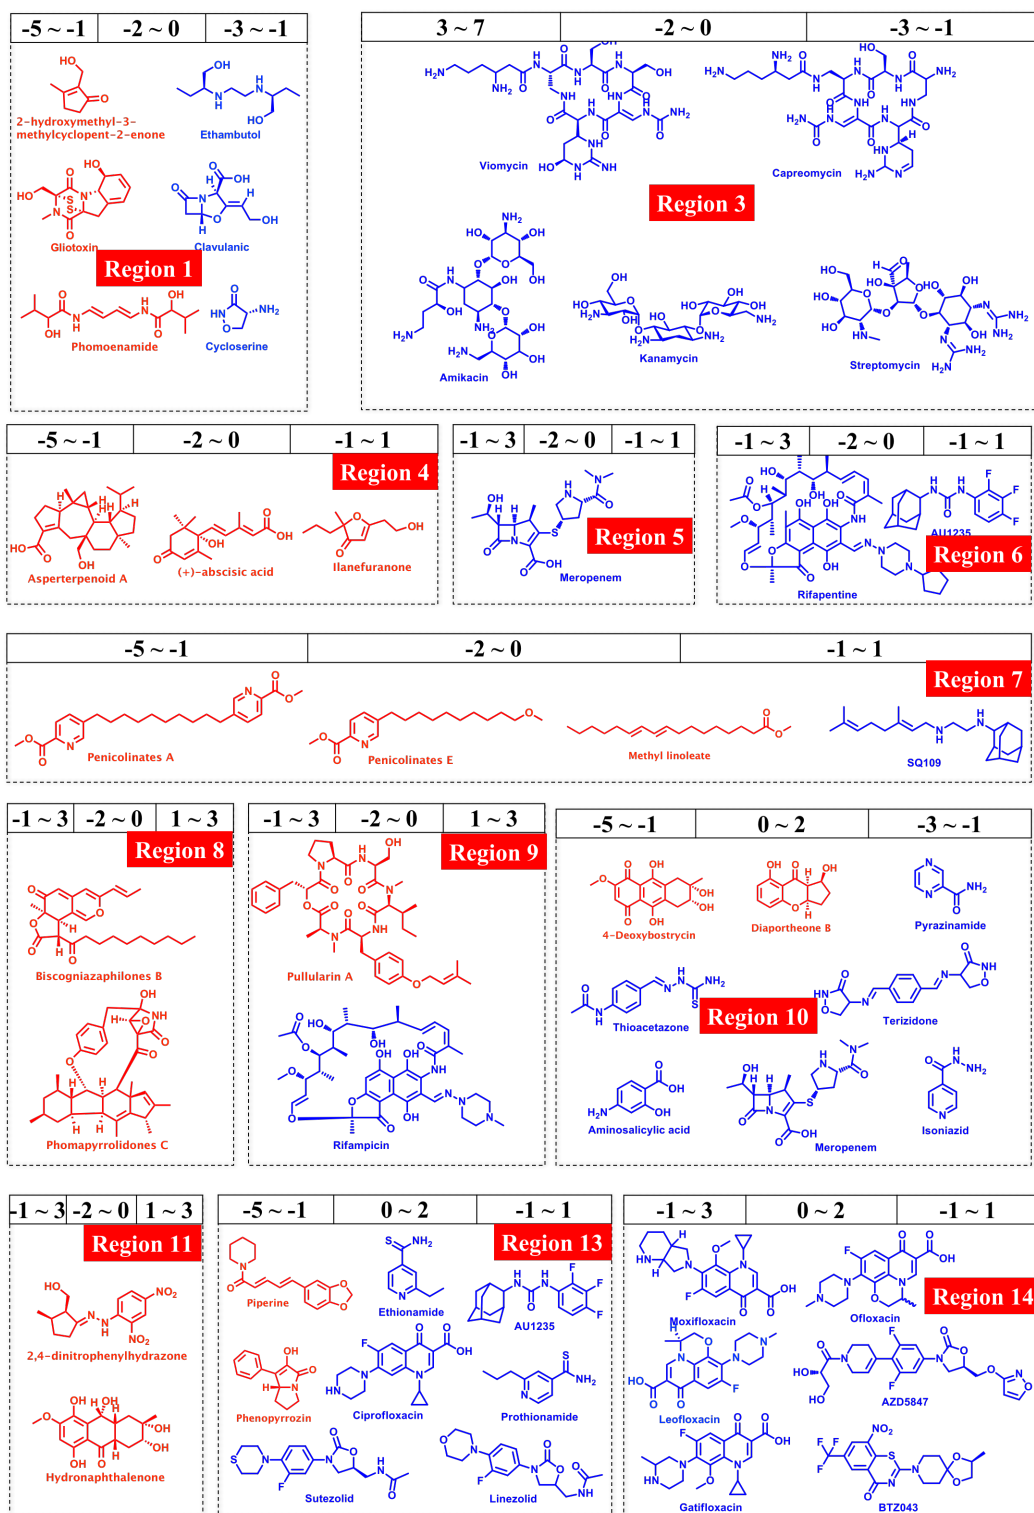 -5 ~ -1 -2 ~ 0 -3 ~ -1
2-hydroxymethyl-3-
methylcyclopent-2-enone
Ethambutol
Gliotoxin
Clavulanic
Region 1
Phomoenamide
Cycloserine
3 ~ 7 -2 ~ 0 -3 ~ -1
Viomycin
Capreomycin
Region 3
Amikacin
Kanamycin
Streptomycin
-5 ~ -1 -2 ~ 0 -1 ~ 1
Region 4
Asperterpenoid A
(+)-abscisic acid
Ilanefuranone
-1 ~ 3 -2 ~ 0 -1 ~ 1
Region 5
Meropenem
-1 ~ 3 -2 ~ 0 -1 ~ 1
AU1235
Region 6
Rifapentine
-5 ~ -1 -2 ~ 0 -1 ~ 1
Region 7
Penicolinates A
Penicolinates E
Methyl linoleate
SQ109
-1 ~ 3 -2 ~ 0 1 ~ 3
Region 8
Biscogniazaphilones B
Phomapyrrolidones C
-1 ~ 3 -2 ~ 0 1 ~ 3
Region 9
Pullularin A
Rifampicin
-5 ~ -1 0 ~ 2 -3 ~ -1
4-Deoxybostrycin
Diaportheone B
Pyrazinamide
Thioacetazone
Region 10
Terizidone
Aminosalicylic acid
Meropenem
Isoniazid
-1 ~ 3 -2 ~ 0 1 ~ 3
Region 11
2,4-dinitrophenylhydrazone
Hydronaphthalenone
-5 ~ -1 0 ~ 2 -1 ~ 1
Region 13
Piperine
Ethionamide
AU1235
Phenopyrrozin
Ciprofloxacin
Prothionamide
Sutezolid
Linezolid
-1 ~ 3 0 ~ 2 -1 ~ 1
Region 14
Moxifloxacin
Ofloxacin
Leofloxacin
AZD5847
Gatifloxacin
BTZ043